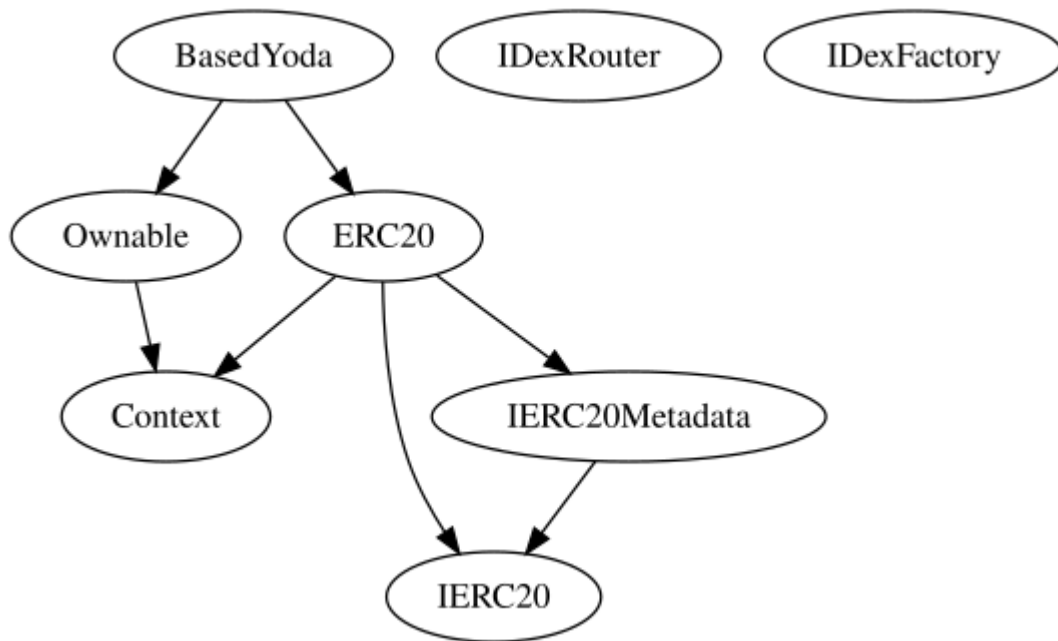 BasedYoda
IDexRouter
IDexFactory
Ownable
ERC20
Context
IERC20Metadata
IERC20